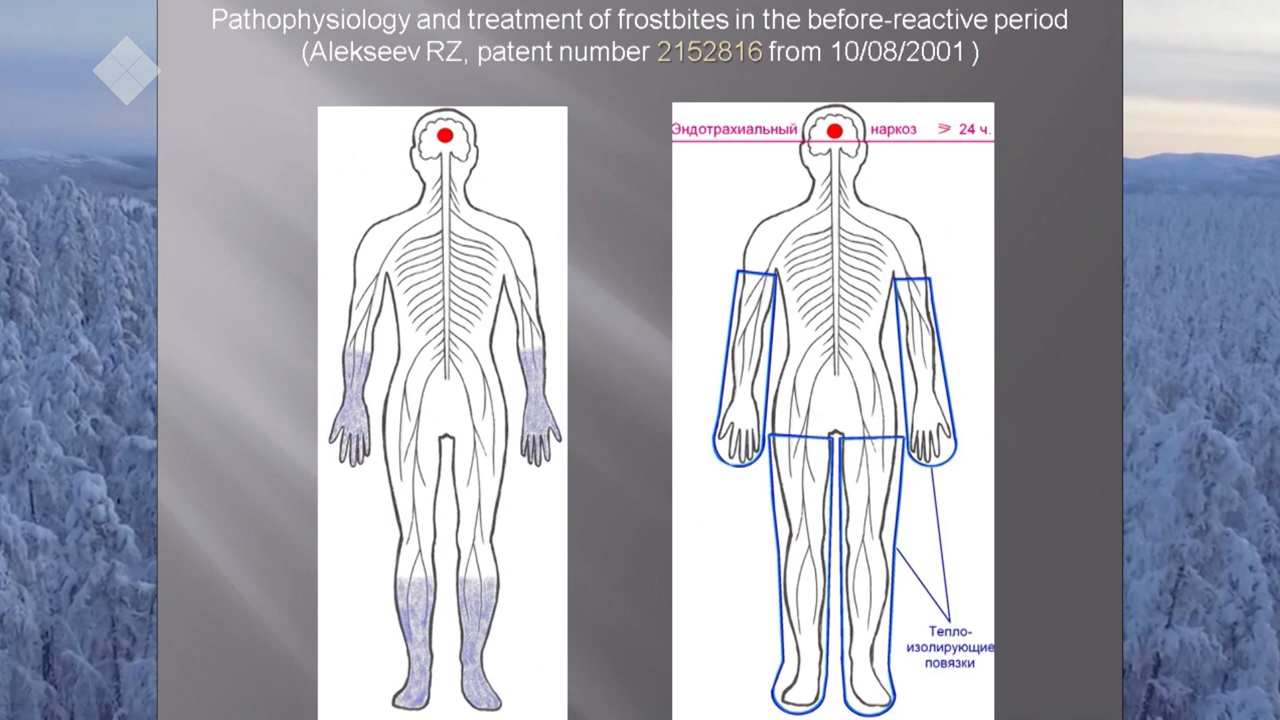 Pathophysiology and treatment of frostbites in the before-reactive period
(Alekseev RZ, patent number 2152816 from 10/08/2001 )
Эндотрахиальный наркоз ⩾ 24 ч.
Тепло-
изолирующие
повязки